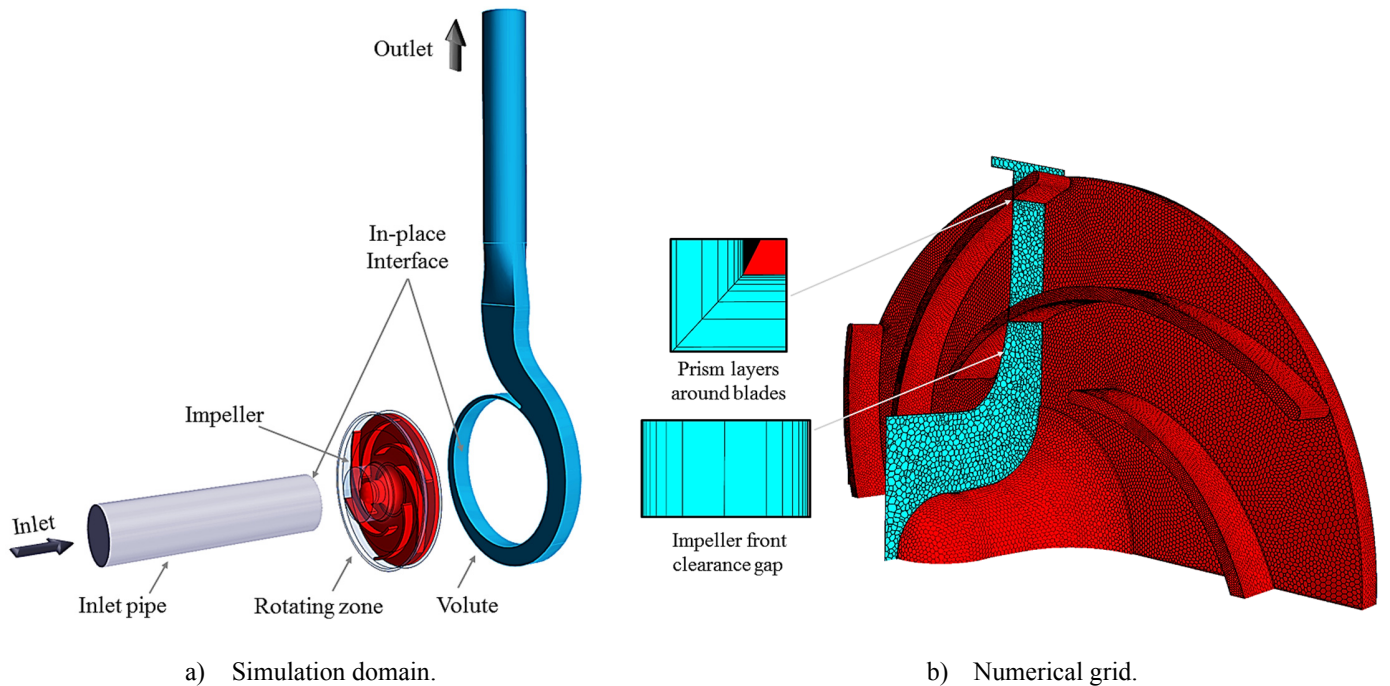 Outlet
In-place
Interface
Impeller
Inlet
Inlet pipe
Rotating zone
Volute
Prism layers
around blades
Impeller front
clearance gap
a) Simulation domain.
b) Numerical grid.